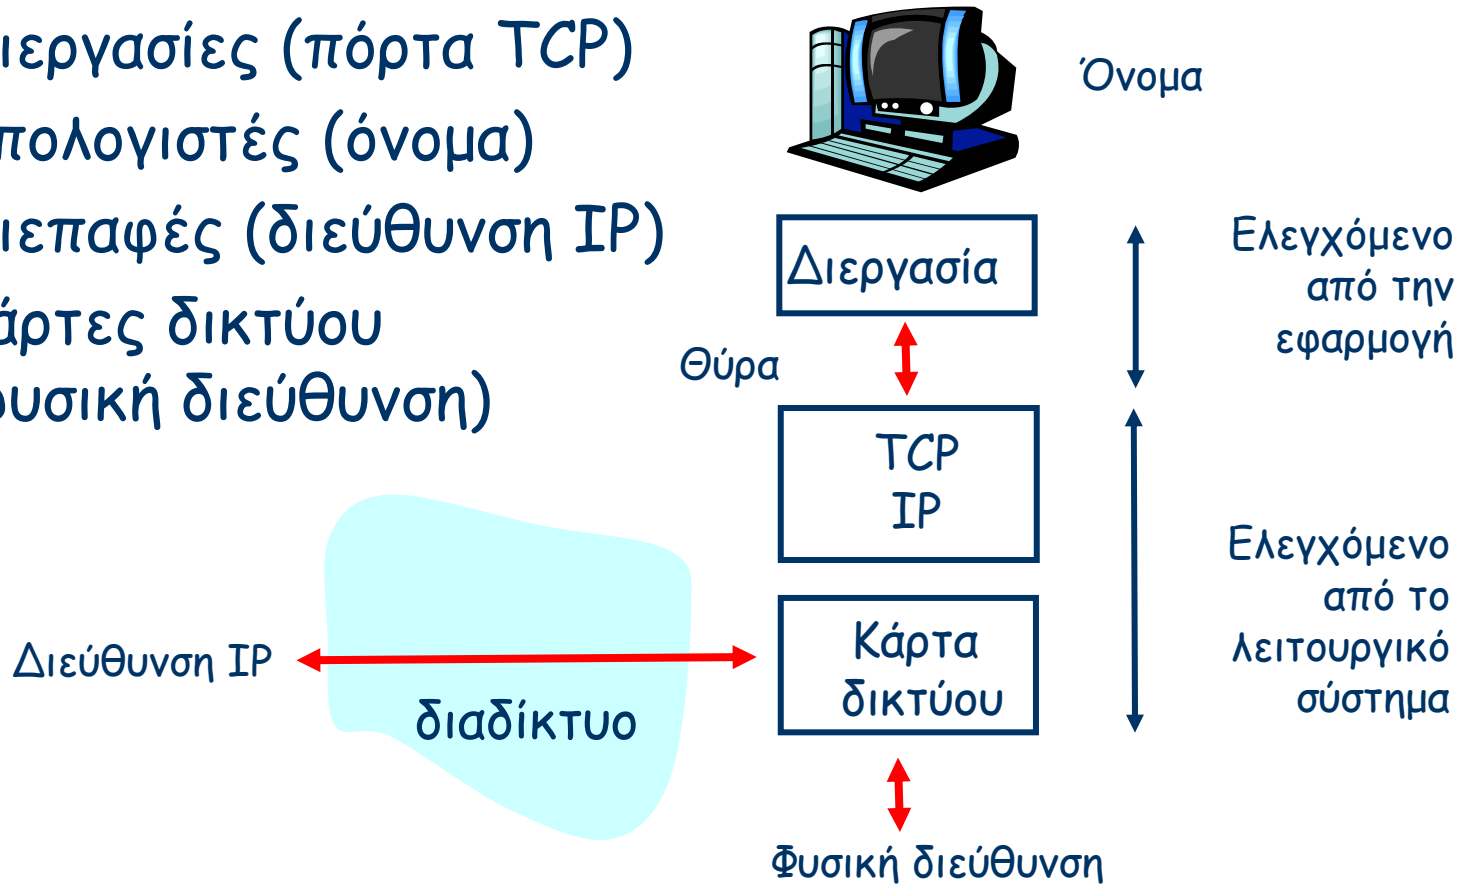 ιεργασίες (πόρτα TCP)
πολογιστές (όνομα)
ιεπαφές (διεύθυνση IP)
άρτες δικτύου
υσική διεύθυνση)
Όνομα
Διεργασία
Ελεγχόμενο
από την
εφαρμογή
Θύρα
TCP
IP
Ελεγχόμενο
από το
λειτουργικό
σύστημα
Κάρτα
δικτύου
Διεύθυνση IP
διαδίκτυο
Φυσική διεύθυνση